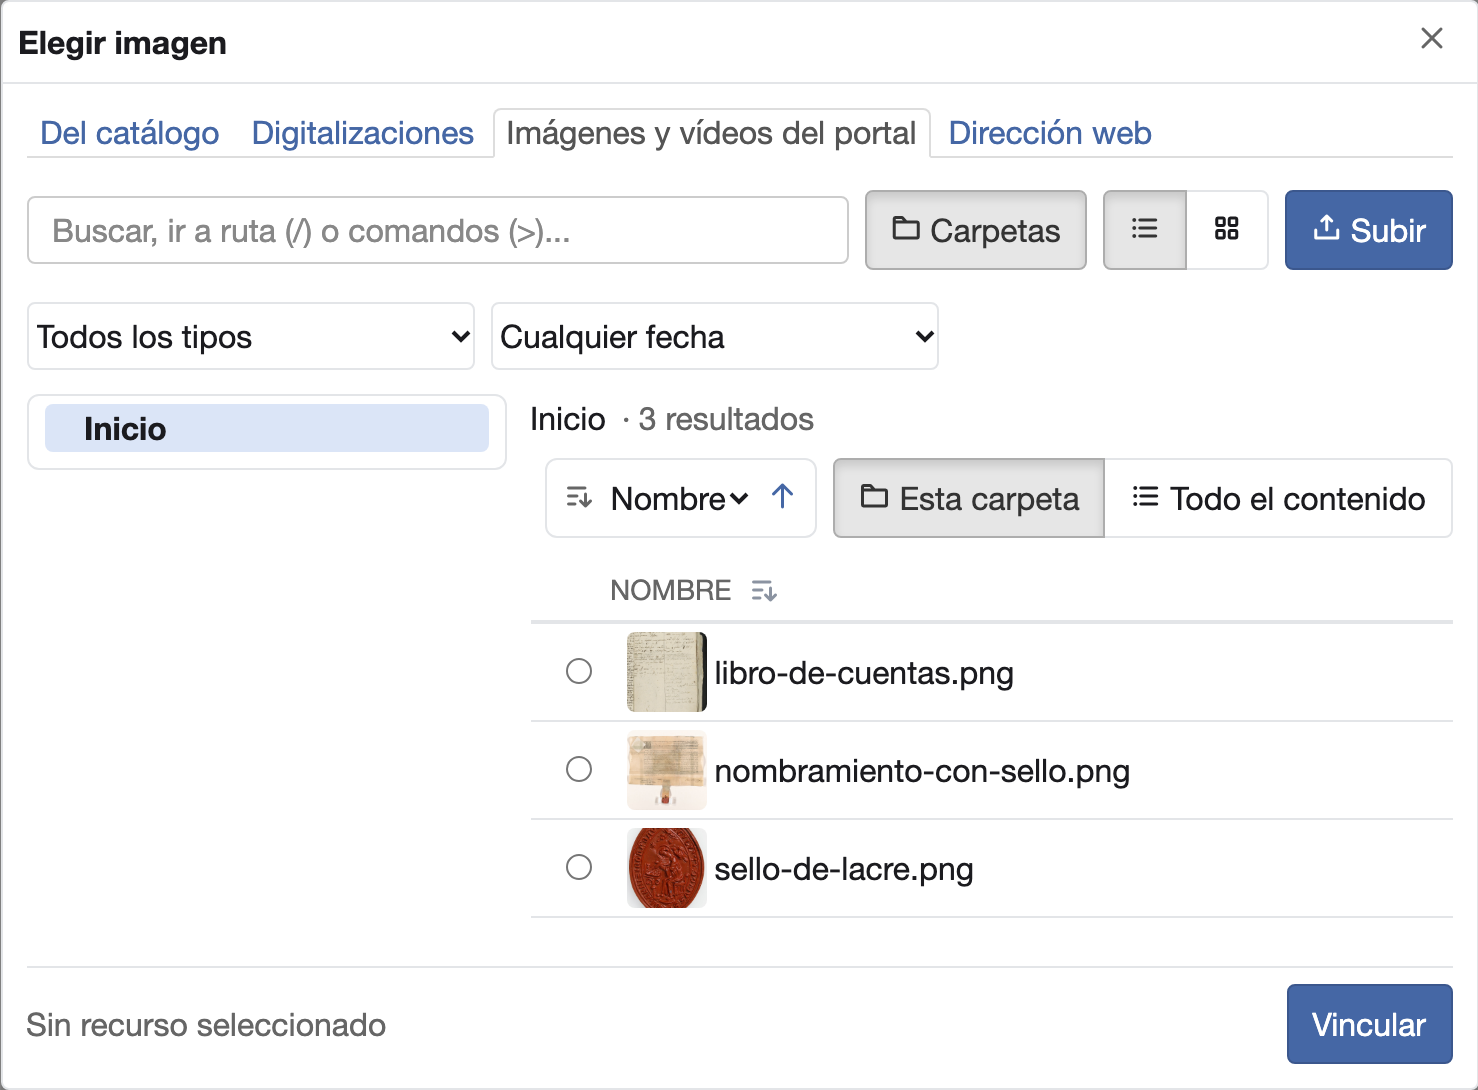 Elegir imagen
Del catálogo Digitalizaciones Imágenes y vídeos del portal Dirección web
Buscar, ir a ruta (/) o comandos (>)... Carpetas Subir
Todos los tipos Cualquier fecha
Inicio
Inicio · 3 resultados
Nombre Esta carpeta Todo el contenido
NOMBRE
libro-de-cuentas.png
nombramiento-con-sello.png
sello-de-lacre.png
Sin recurso seleccionado Vincular